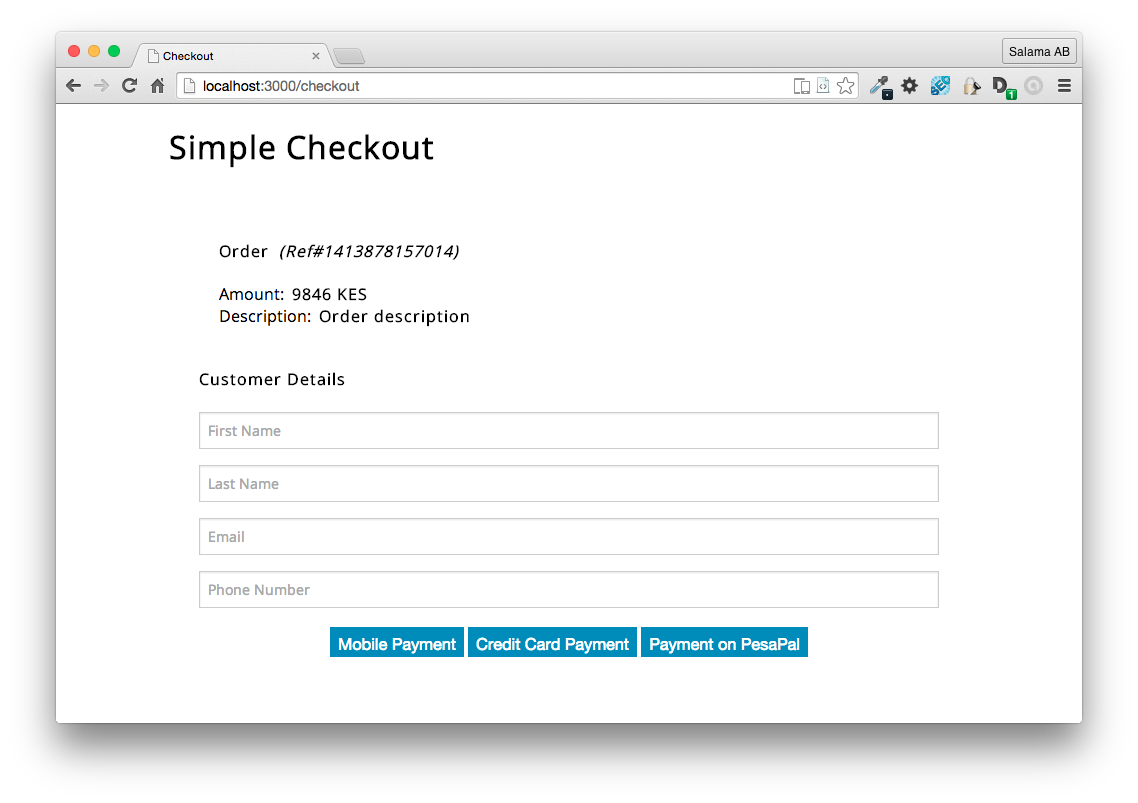 Checkout
Salama AB
localhost:3000/checkout
1
Simple Checkout
Order (Ref#1413878157014)
Amount: 9846 KES
Description: Order description
Customer Details
First Name
Last Name
Email
Phone Number
Mobile Payment Credit Card Payment Payment on PesaPal